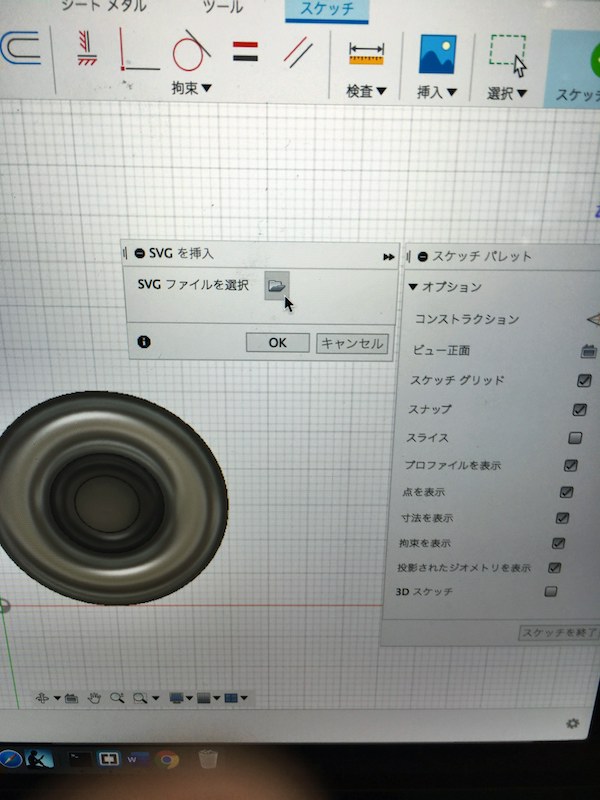 シート メタル
ツール
スケッチ
拘束▼
検査▼
挿入▼
選択▼
スケッチ
SVG を挿入
SVG ファイルを選択
OK
キャンセル
スケッチ パレット
▼ オプション
コンストラクション
ビュー正面
スケッチ グリッド
スナップ
スライス
プロファイルを表示
点を表示
寸法を表示
拘束を表示
投影されたジオメトリを表示
3D スケッチ
スケッチを終了